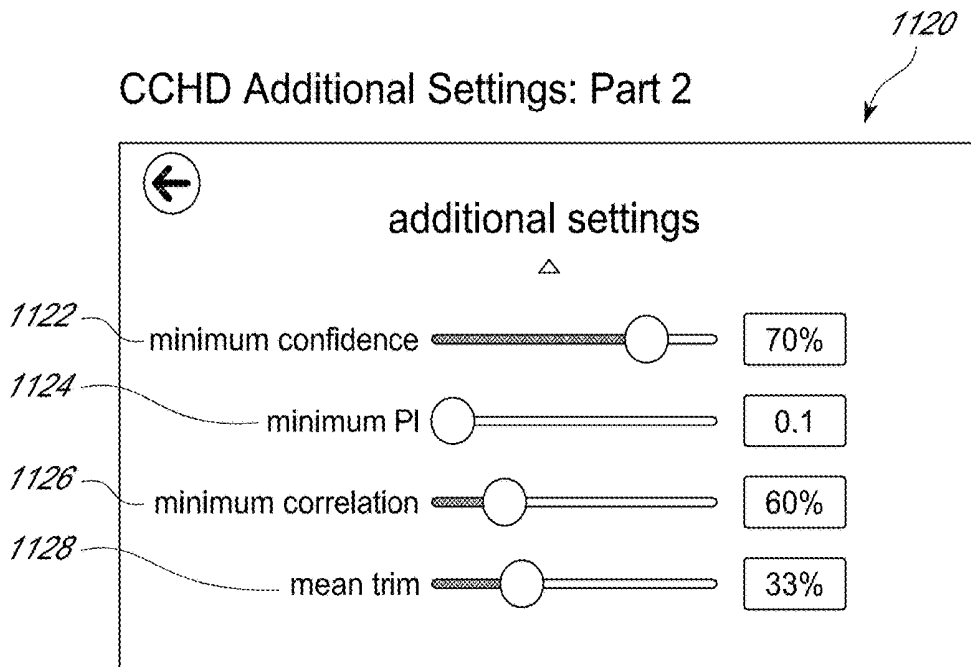 1120
CCHD Additional Settings: Part 2
additional settings
1122
minimum confidence 70%
1124
minimum PI 0.1
1126
minimum correlation 60%
1128
mean trim 33%